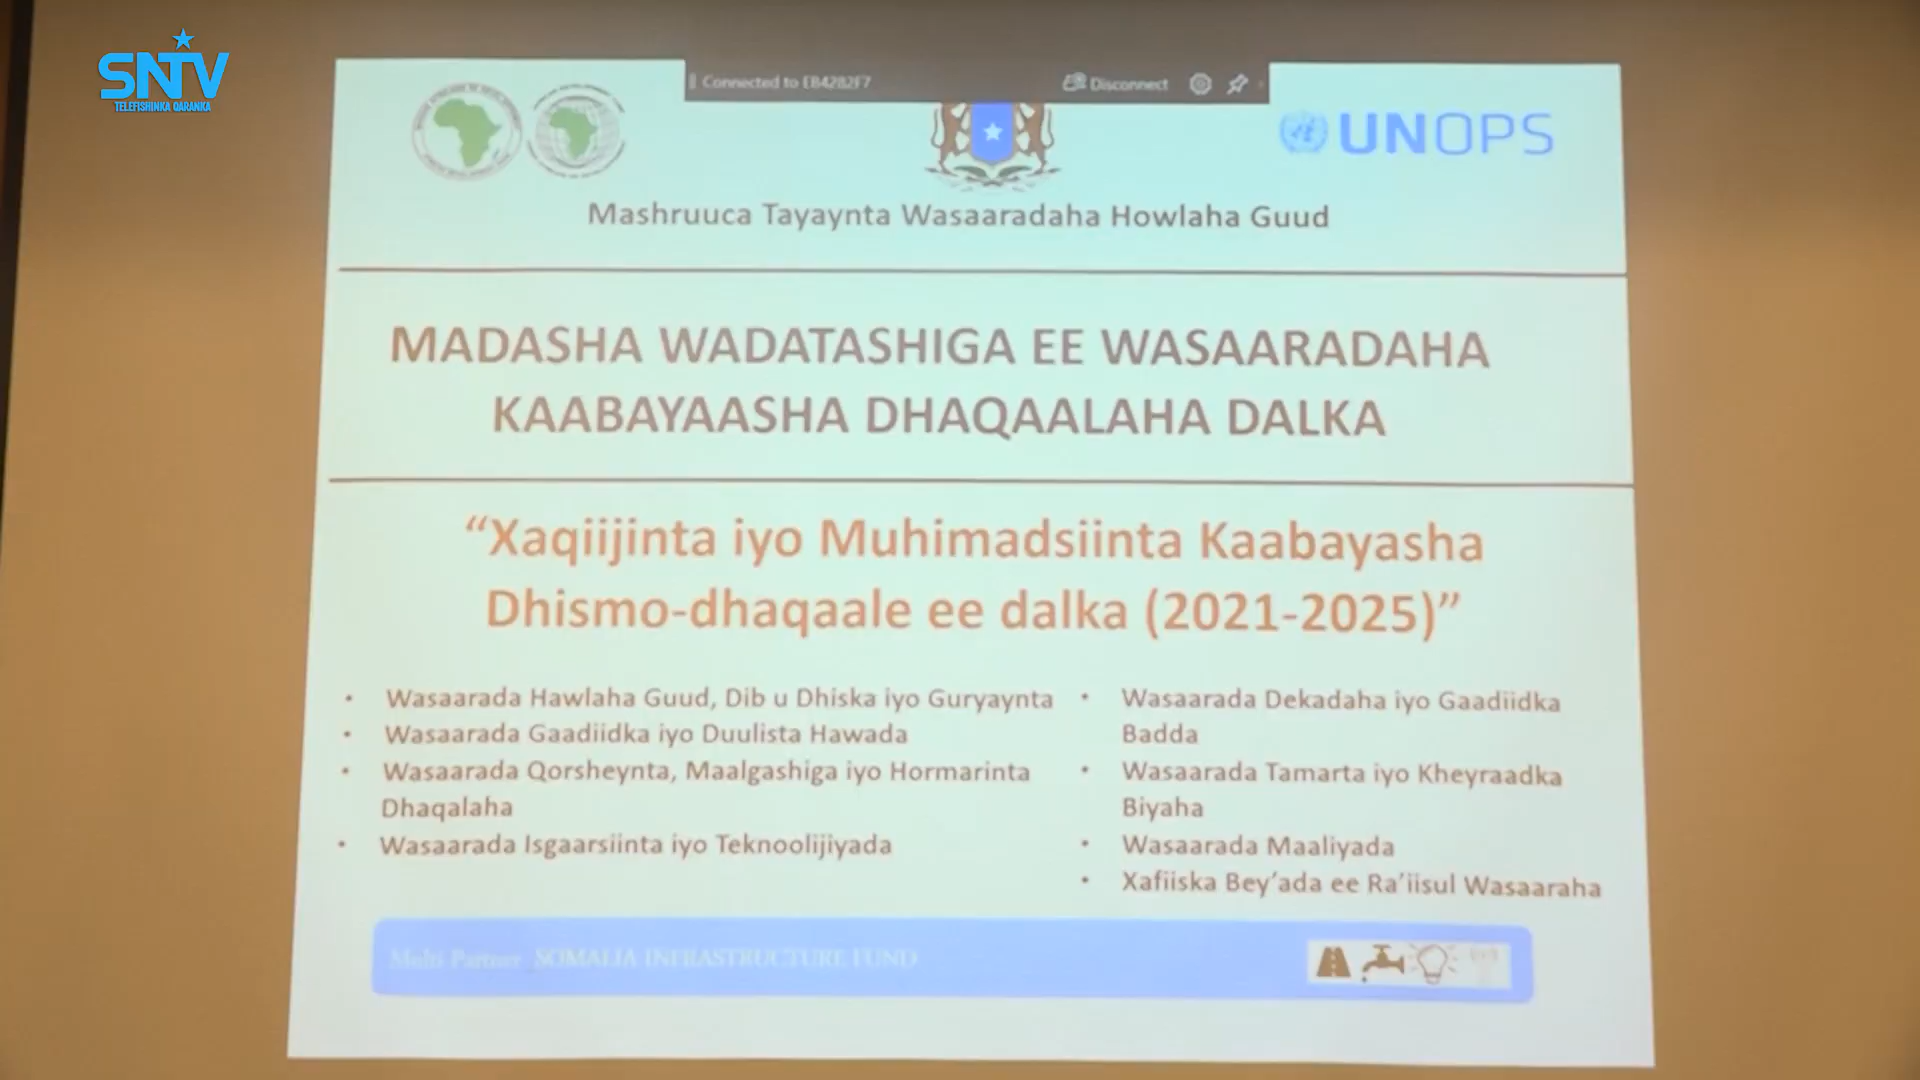 SNTV
TELEFISHINKA QARANKA
Connected to EB4282F7
Disconnect
UNOPS
Mashruuca Tayaynta Wasaaradaha Howlaha Guud
MADASHA WADATASHIGA EE WASAARADAHA
KAABAYAASHA DHAQAALAHA DALKA
“Xaqiijinta iyo Muhimadsiinta Kaabayasha
Dhismo-dhaqaale ee dalka (2021-2025)”
• Wasaarada Hawlaha Guud, Dib u Dhiska iyo Guryaynta
• Wasaarada Gaadiidka iyo Duulista Hawada
• Wasaarada Qorsheynta, Maalgashiga iyo Hormarinta
Dhaqalaha
• Wasaarada Isgaarsiinta iyo Teknoolijiyada
• Wasaarada Dekadaha iyo Gaadiidka
Badda
• Wasaarada Tamarta iyo Kheyraadka
Biyaha
• Wasaarada Maaliyada
• Xafiiska Bey’ada ee Ra’iisul Wasaaraha
Multi Partner SOMALIA INFRASTRUCTURE FUND